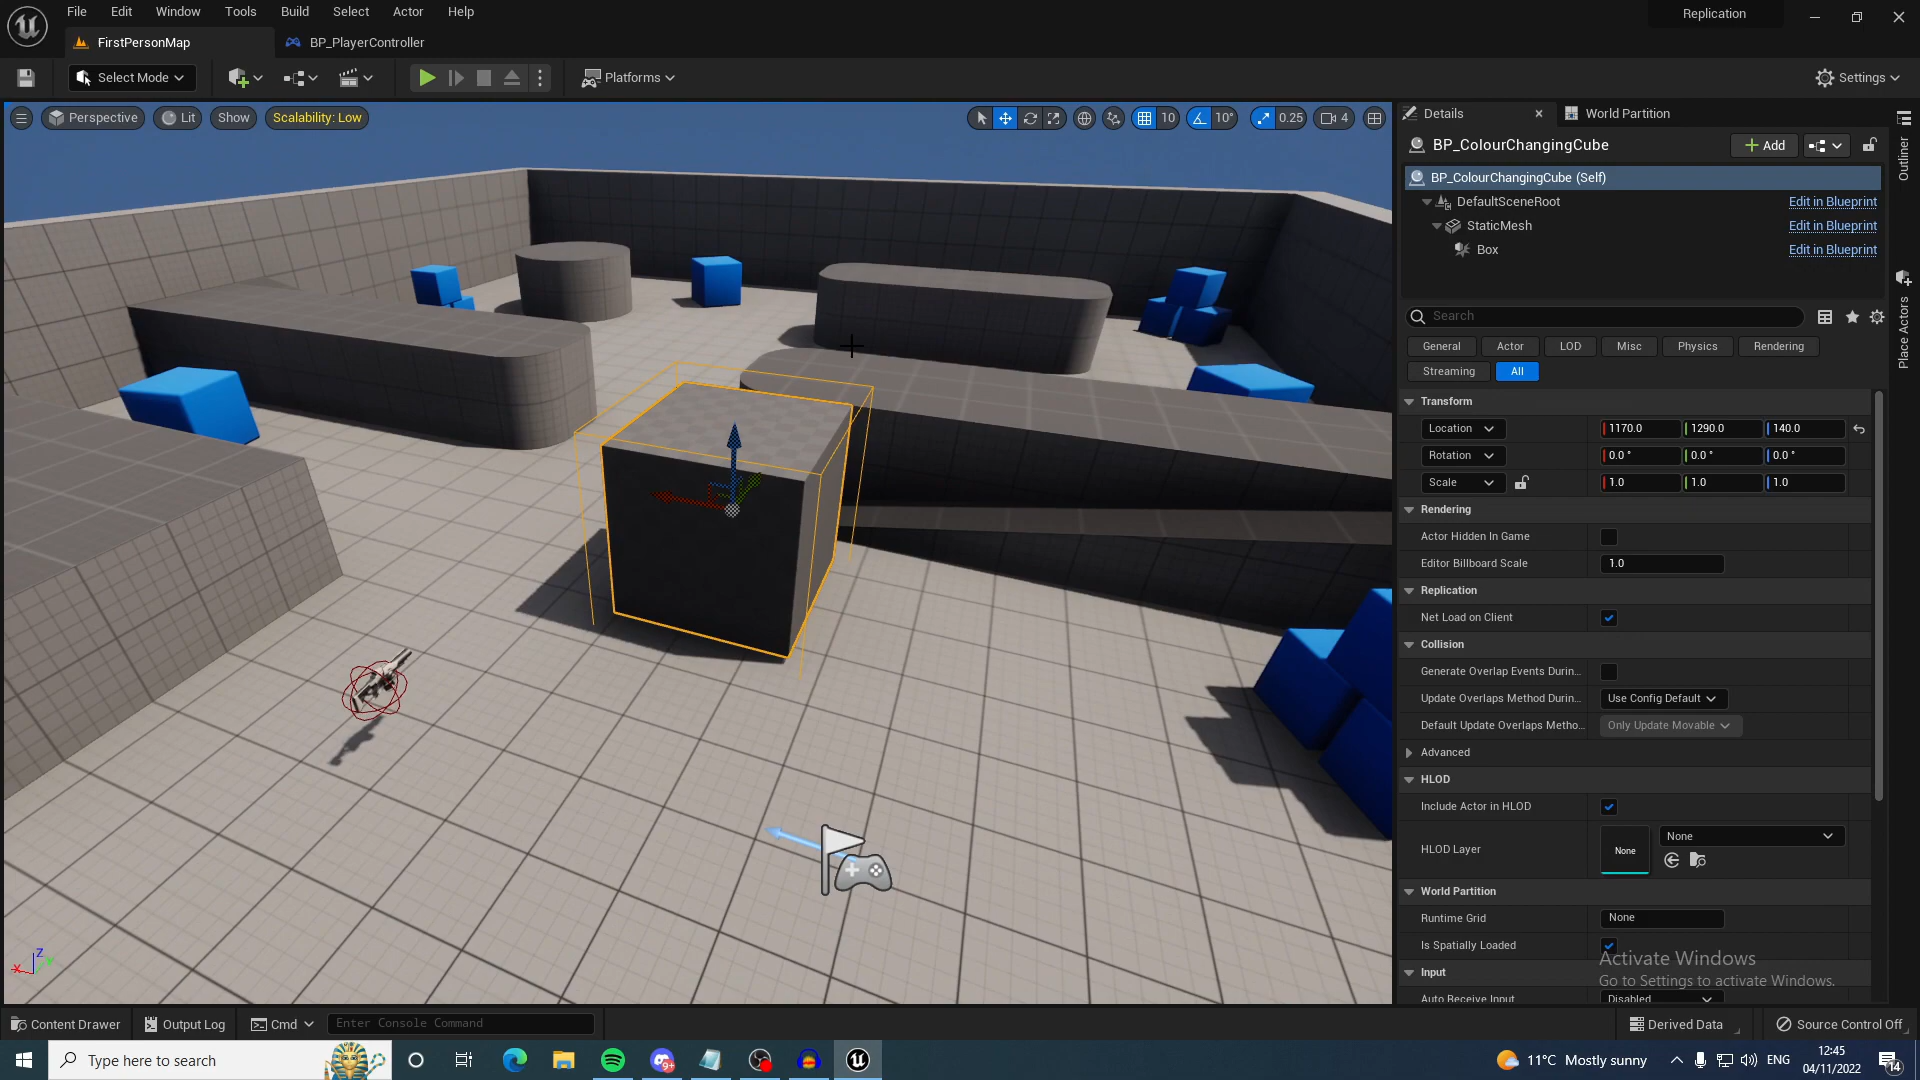 File Edit Window Tools Build Select Actor Help
Replication
FirstPersonMap
BP_PlayerController
Select Mode
Platforms
Settings
Perspective
Lit
Show
Scalability: Low
10
10°
0.25
4
Details
World Partition
BP_ColourChangingCube
Add
BP_ColourChangingCube (Self)
DefaultSceneRoot Edit in Blueprint
StaticMesh Edit in Blueprint
Box Edit in Blueprint
Search
General Actor LOD Misc Physics Rendering
Streaming All
Transform
Location 1170.0 1290.0 140.0
Rotation 0.0 ° 0.0 ° 0.0 °
Scale 1.0 1.0 1.0
Rendering
Actor Hidden In Game
Editor Billboard Scale 1.0
Replication
Net Load on Client
Collision
Generate Overlap Events Durin...
Update Overlaps Method Durin... Use Config Default
Default Update Overlaps Metho... Only Update Movable
Advanced
HLOD
Include Actor in HLOD
HLOD Layer None None
World Partition
Runtime Grid None
Is Spatially Loaded
Input
Auto Receive Input Disabled
Activate Windows
Go to Settings to activate Windows.
Outliner
Place Actors
X Z Y
Content Drawer
Output Log
Cmd
Enter Console Command
Derived Data
Source Control Off
Type here to search
9+
11°C Mostly sunny
ENG
12:45
04/11/2022
14